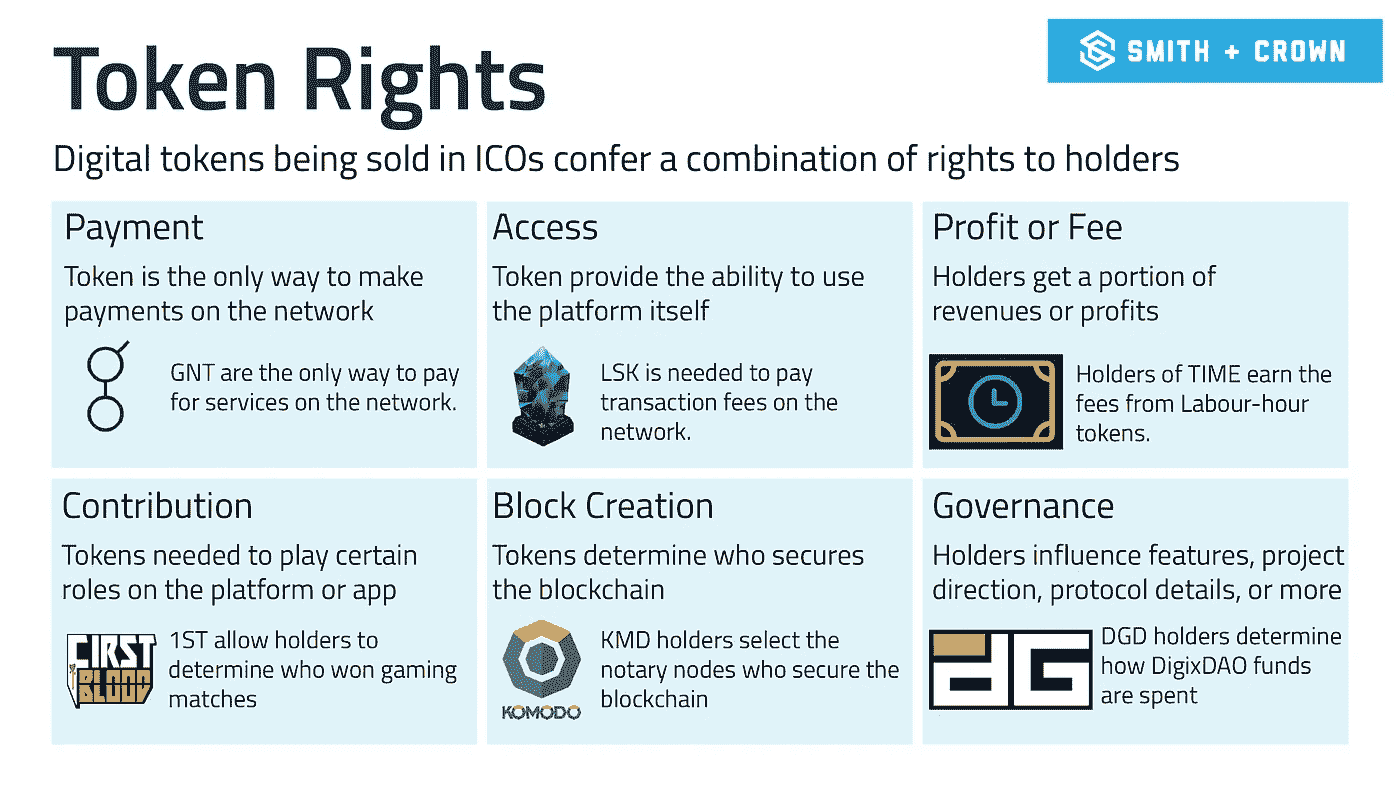 Token Rights
SMITH + CROWN
Digital tokens being sold in ICOs confer a combination of rights to holders
Payment
Token is the only way to make
payments on the network
GNT are the only way to pay
for services on the network.
Access
Token provide the ability to use
the platform itself
LSK is needed to pay
transaction fees on the
network.
Profit or Fee
Holders get a portion of
revenues or profits
Holders of TIME earn the
fees from Labour-hour
tokens.
Contribution
Tokens needed to play certain
roles on the platform or app
FIRST
BLOOD
1ST allow holders to
determine who won gaming
matches
Block Creation
Tokens determine who secures
the blockchain
KOMODO
KMD holders select the
notary nodes who secure the
blockchain
Governance
Holders influence features, project
direction, protocol details, or more
dG
DGD holders determine
how DigixDAO funds
are spent